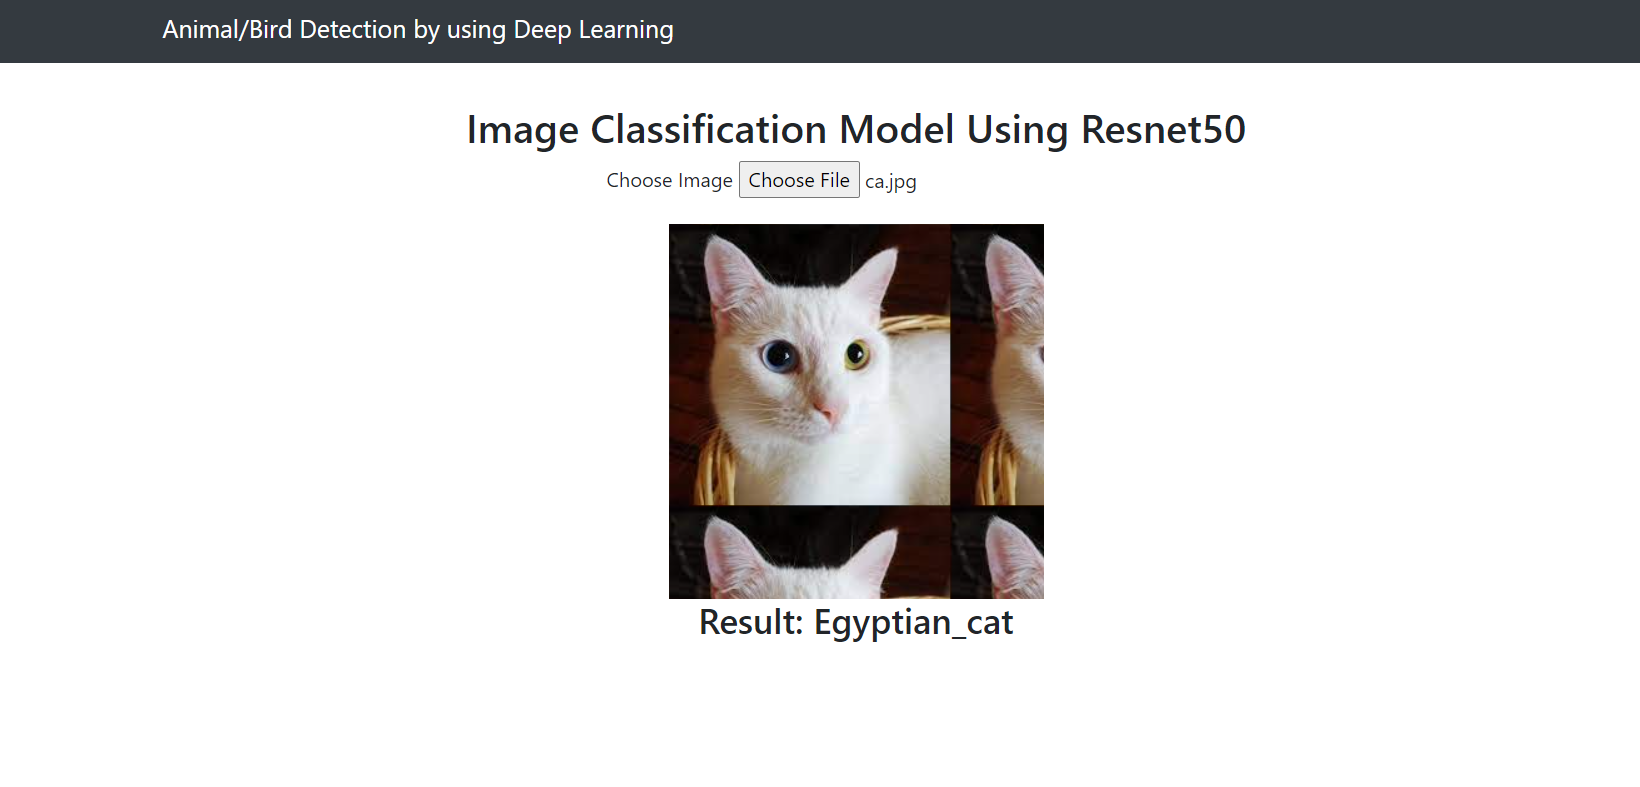 Animal/Bird Detection by using Deep Learning
Image Classification Model Using Resnet50
Choose Image Choose File ca.jpg
Result: Egyptian_cat